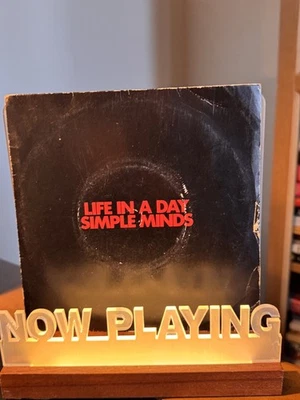 LIFE IN A DAY
SIMPLE MINDS
NOW PLAYING